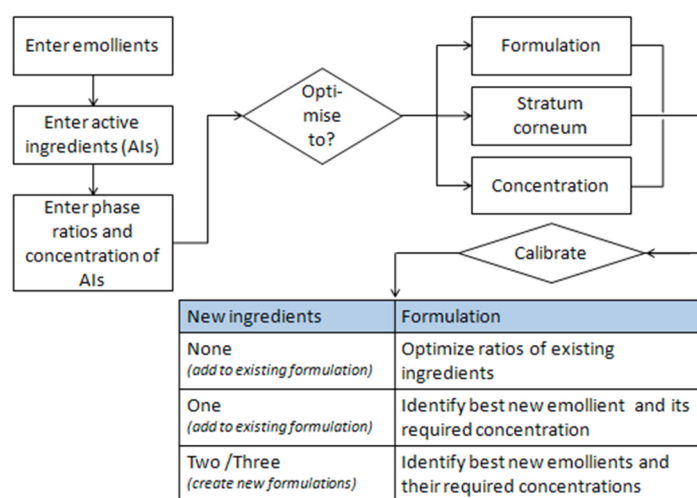 Enter emollients
Enter active
ingredients (AIs)
Enter phase
ratios and
concentration of
AIs
Opti-
mise
to?
Formulation
Stratum
corneum
Concentration
Calibrate
New ingredients
Formulation
None
(add to existing formulation)
Optimize ratios of existing
ingredients
One
(add to existing formulation)
Identify best new emollient and its
required concentration
Two /Three
(create new formulations)
Identify best new emollients and
their required concentrations